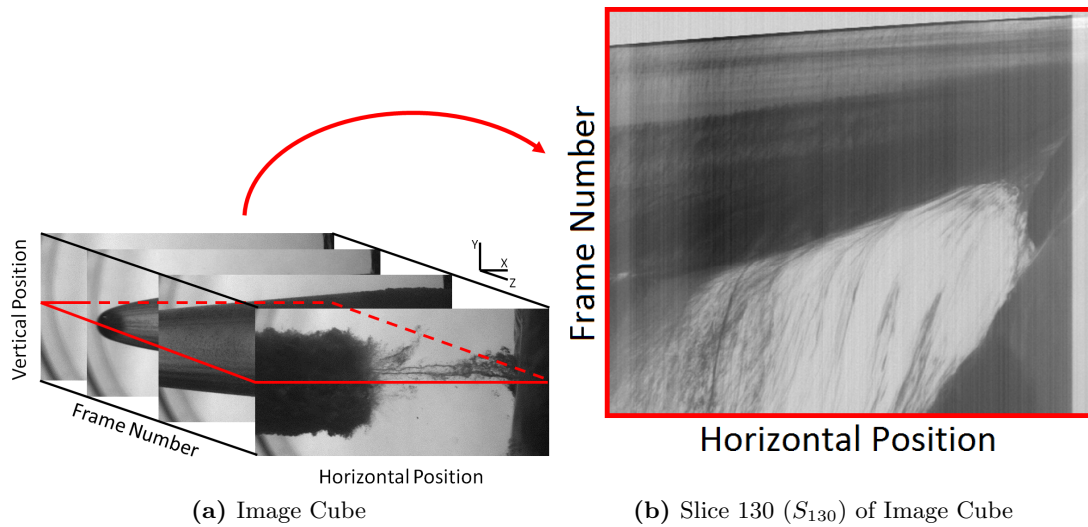 Vertical Position
Frame Number
Horizontal Position
Y
X
Z
(a) Image Cube
Frame Number
Horizontal Position
(b) Slice 130 (S130) of Image Cube